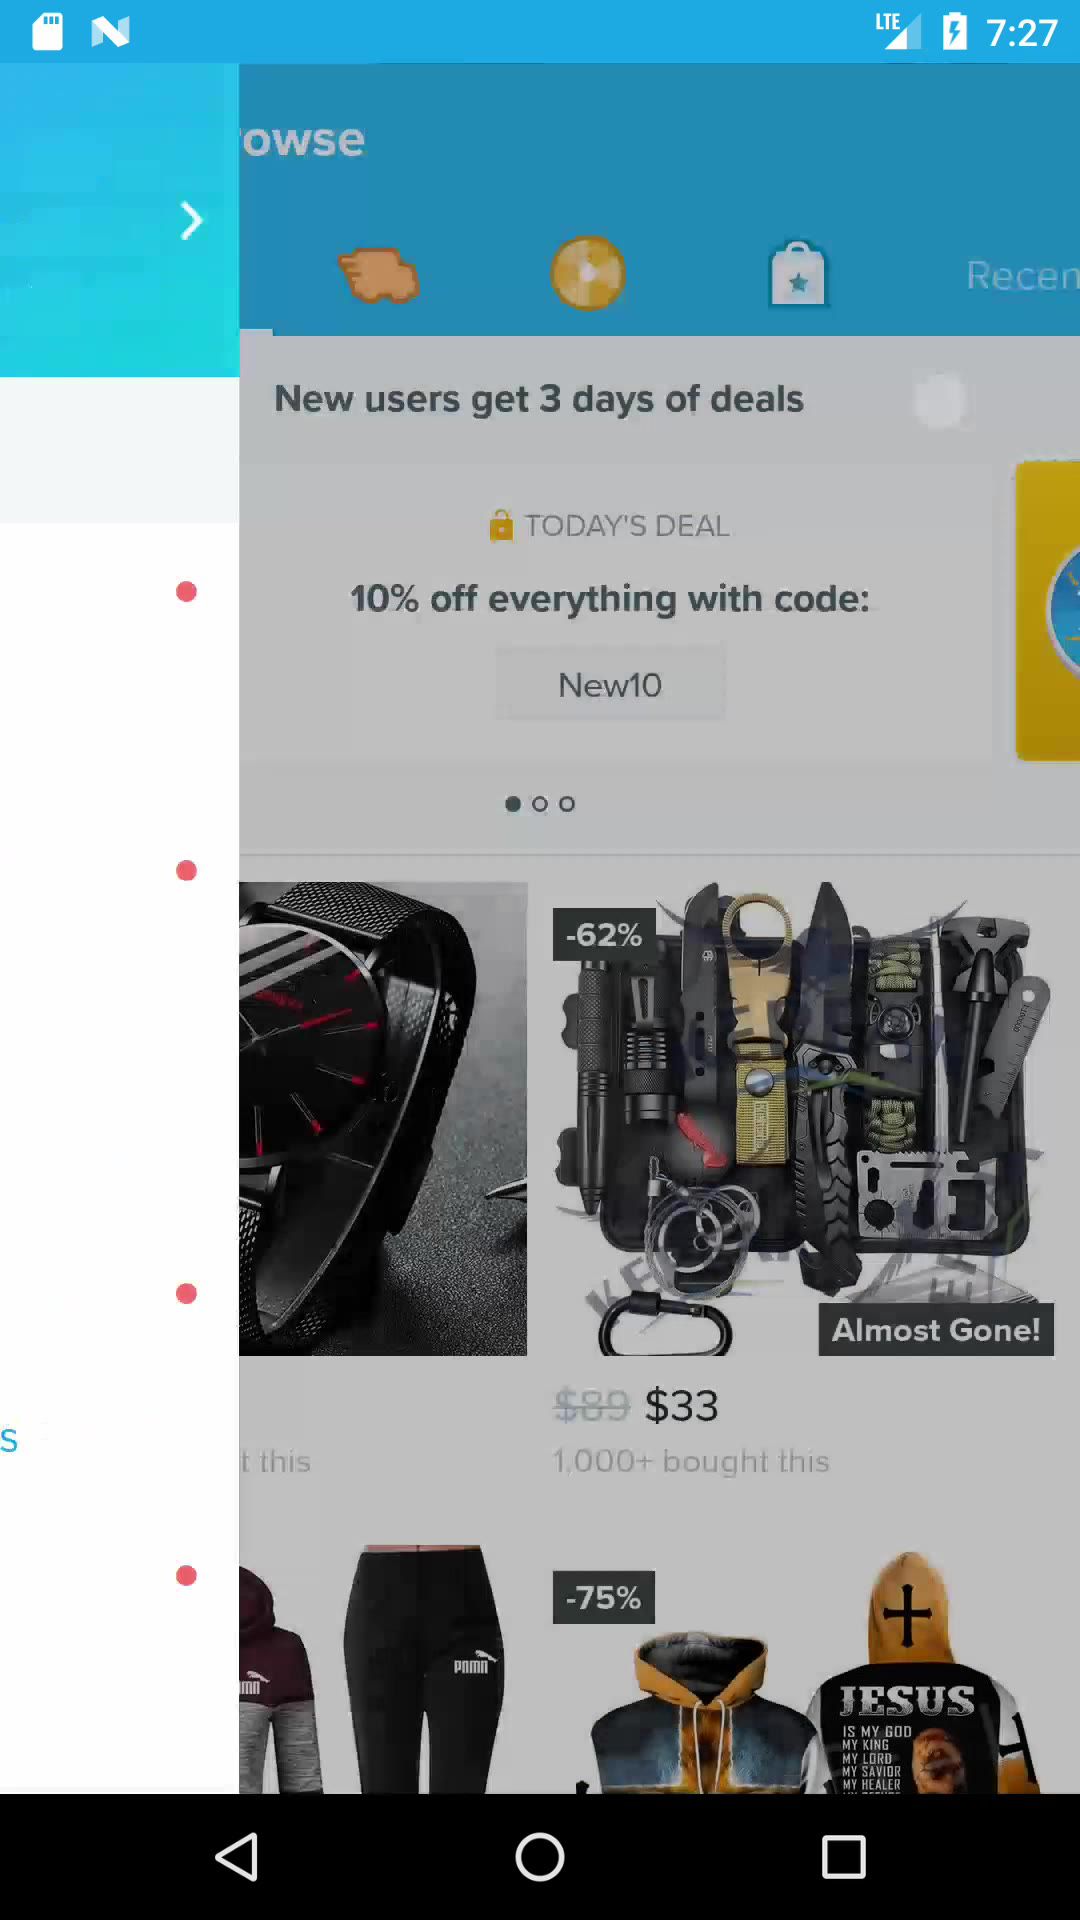 LTE 7:27
rowse
Recen
New users get 3 days of deals
TODAY'S DEAL
10% off everything with code:
New10
-62%
Almost Gone!
$89 $33
t this
1,000+ bought this
s
-75%
PNMN
JESUS
IS MY GOD
MY KING
MY LORD
MY SAVIOR
MY HEALER